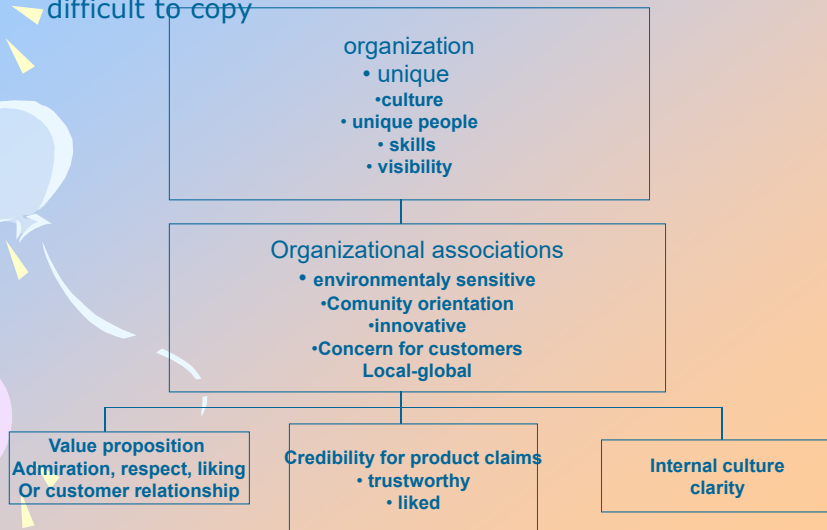 difficult to copy
organization
• unique
•culture
• unique people
• skills
• visibility
Organizational associations
• environmentaly sensitive
•Comunity orientation
•innovative
•Concern for customers
Local-global
Value proposition
Admiration, respect, liking
Or customer relationship
Credibility for product claims
• trustworthy
• liked
Internal culture
clarity